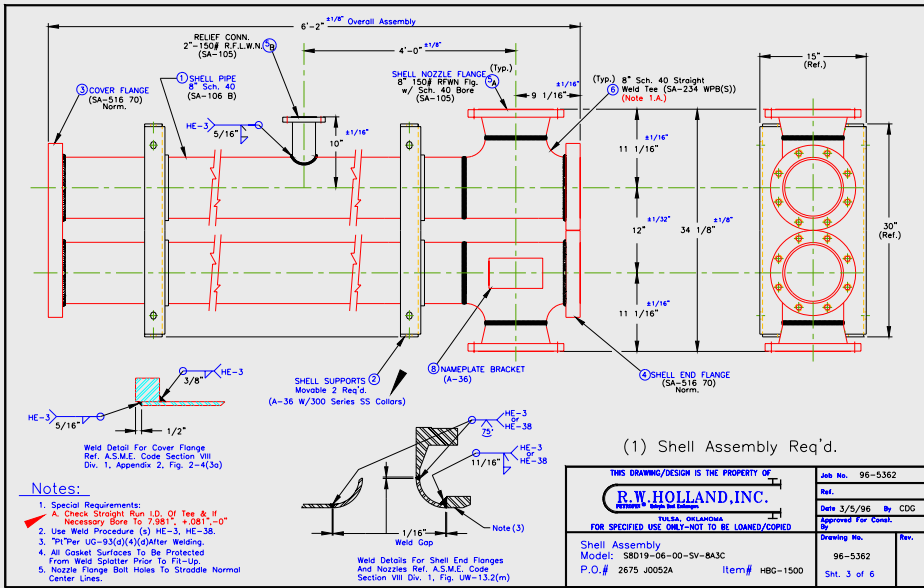 6'-2" ±1/8" Overall Assembly
RELIEF CONN. 5B
2"-150# R.F.L.W.N.
(SA-105)
4'-0" ±1/8"
15"
(Ref.)
1 SHELL PIPE
8" Sch. 40
(SA-106 B)
3 COVER FLANGE
(SA-516 70)
Norm.
(Typ.)
SHELL NOZZLE FLANGE 5A
8" 150# RFWN Flg.
w/ Sch. 40 Bore
(SA-105)
±1/16"
9 1/16"
(Typ.) 8" Sch. 40 Straight
6 Weld Tee (SA-234 WPB(S))
(Note 1.A.)
HE-3
5/16"
±1/16"
10"
±1/16"
11 1/16"
±1/32"
12"
±1/8"
34 1/8"
30"
(Ref.)
±1/16"
11 1/16"
HE-3
3/8"
HE-3
5/16"
1/2"
Weld Detail For Cover Flange
Ref. A.S.M.E. Code Section VIII
Div. 1, Appendix 2, Fig. 2-4(3a)
SHELL SUPPORTS 2
Movable 2 Req'd.
(A-36 W/300 Series SS Collars)
8 NAMEPLATE BRACKET
(A-36)
4 SHELL END FLANGE
(SA-516 70)
Norm.
HE-3
or
HE-38
75°
HE-3
or
HE-38
11/16"
Note (3)
1/16"
Weld Gap
Weld Details For Shell End Flanges
And Nozzles Ref. A.S.M.E. Code
Section VIII Div. 1, Fig. UW-13.2(m)
Notes:
1. Special Requirements:
A. Check Straight Run I.D. Of Tee & If
Necessary Bore To 7.981", +.081",-0"
2. Use Weld Procedure (s) HE-3, HE-38.
3. "Pt"Per UG-93(d)(4)(d)After Welding.
4. All Gasket Surfaces To Be Protected
From Weld Splatter Prior To Fit-Up.
5. Nozzle Flange Bolt Holes To Straddle Normal
Center Lines.
(1) Shell Assembly Req'd.
THIS DRAWING/DESIGN IS THE PROPERTY OF
R.W.HOLLAND,INC.
TULSA, OKLAHOMA
FOR SPECIFIED USE ONLY-NOT TO BE LOANED/COPIED
Job No. 96-5362
Ref.
Date 3/5/96 By CDG
Approved For Const.
By
Shell Assembly
Model: S8D19-06-00-SV-8A3C
P.O.# 2675 J0052A Item# HBG-1500
Drawing No.
96-5362
Rev.
Sht. 3 of 6